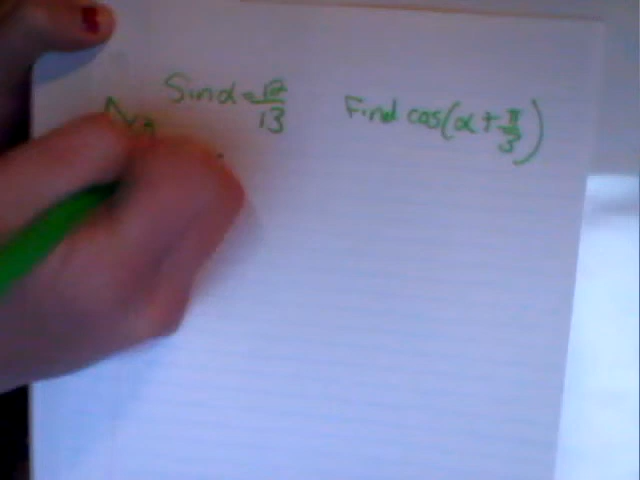 Sinα = 12/13 Find cos(α + π/3)